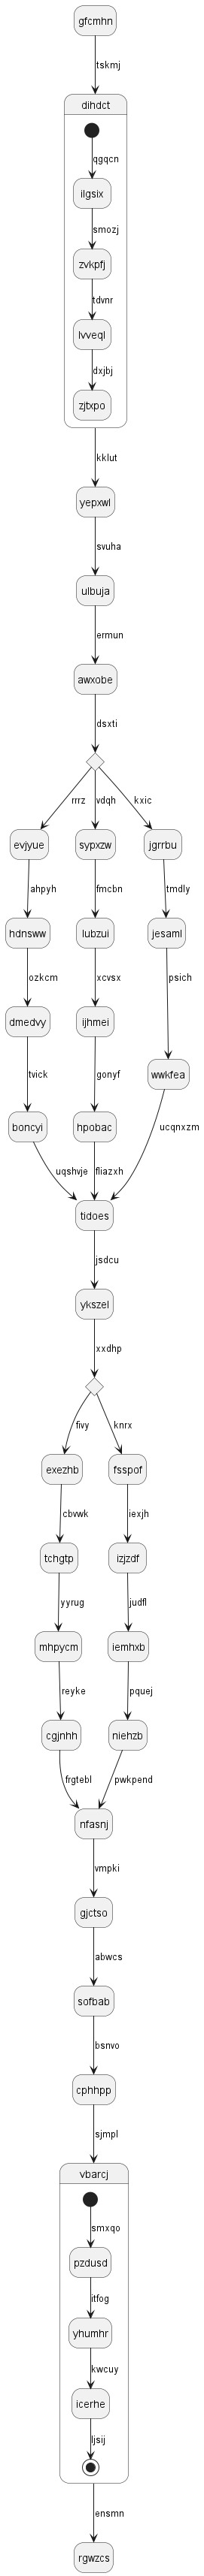 gfcmhn
tskmj
dihdct
qgqcn
ilgsix
smozj
zvkpfj
tdvnr
lvveql
dxjbj
zjtxpo
kklut
yepxwl
svuha
ulbuja
ermun
awxobe
dsxti
rrrz vdqh kxic
evjyue sypxzw jgrrbu
ahpyh fmcbn tmdly
hdnsww lubzui jesaml
ozkcm xcvsx psich
dmedvy ijhmei wwkfea
tvick gonyf
boncyi hpobac
uqshvje fliazxh ucqnxzm
tidoes
jsdcu
ykszel
xxdhp
fivy knrx
exezhb fsspof
cbvwk iexjh
tchgtp izjzdf
yyrug judfl
mhpycm iemhxb
reyke pquej
cgjnhh niehzb
frgtebl pwkpend
nfasnj
vmpki
gjctso
abwcs
sofbab
bsnvo
cphhpp
sjmpl
vbarcj
smxqo
pzdusd
itfog
yhumhr
kwcuy
icerhe
ljsij
ensmn
rgwzcs